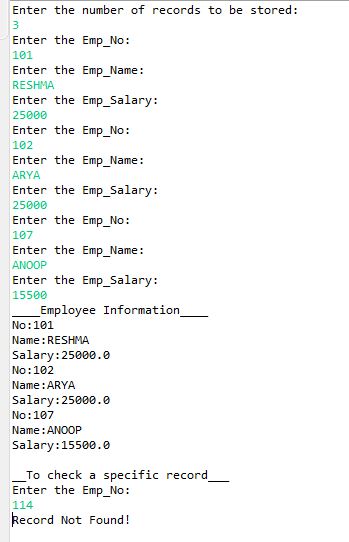 Enter the number of records to be stored:
3
Enter the Emp_No:
101
Enter the Emp_Name:
RESHMA
Enter the Emp_Salary:
25000
Enter the Emp_No:
102
Enter the Emp_Name:
ARYA
Enter the Emp_Salary:
25000
Enter the Emp_No:
107
Enter the Emp_Name:
ANOOP
Enter the Emp_Salary:
15500
____Employee Information____
No:101
Name:RESHMA
Salary:25000.0
No:102
Name:ARYA
Salary:25000.0
No:107
Name:ANOOP
Salary:15500.0

__To check a specific record___
Enter the Emp_No:
114
Record Not Found!